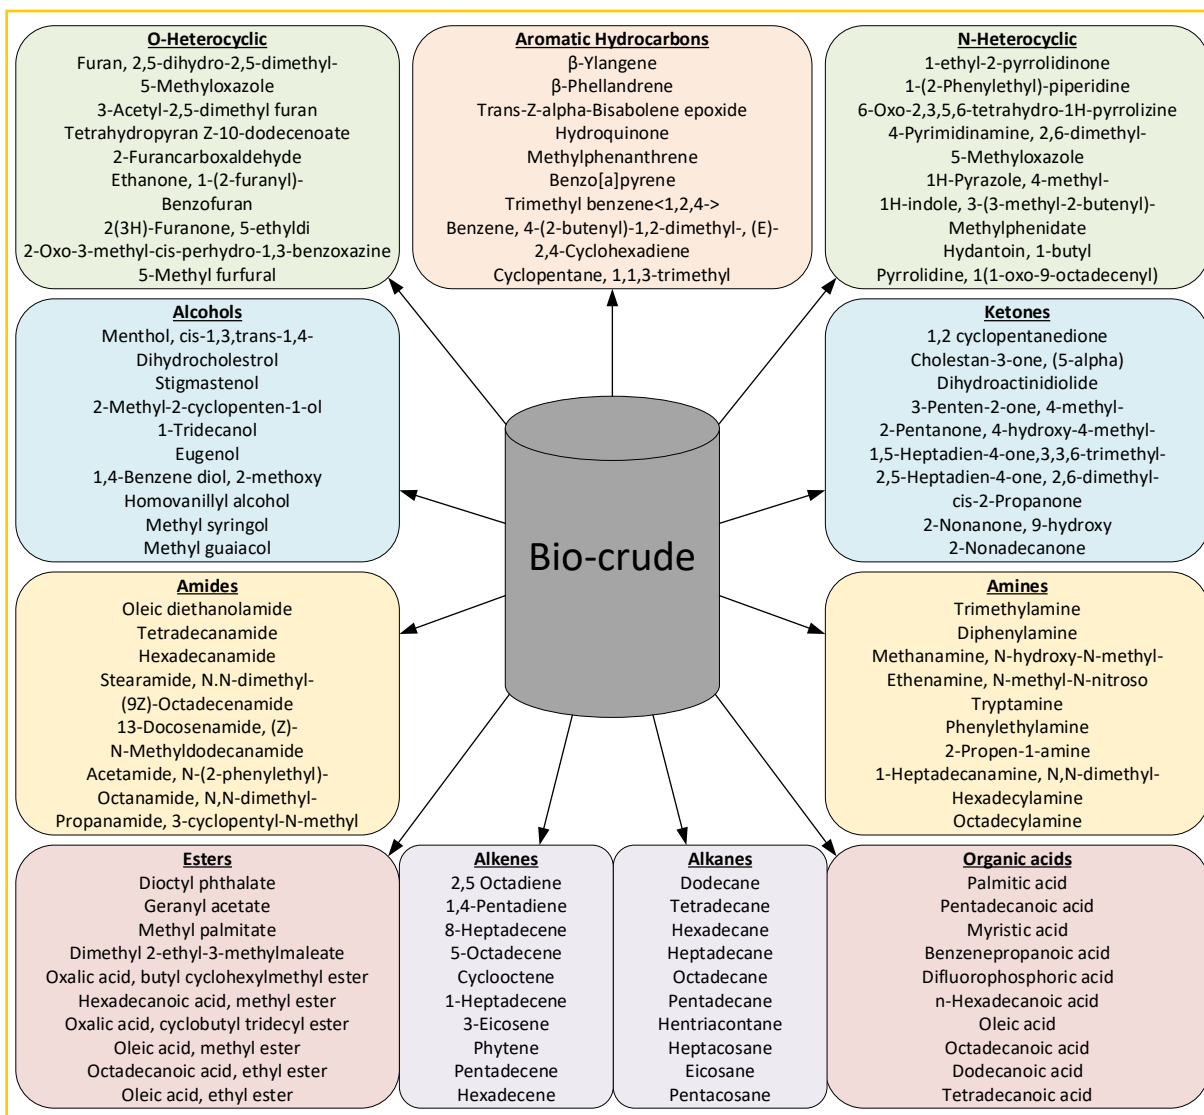 O-Heterocyclic
Furan, 2,5-dihydro-2,5-dimethyl-
5-Methyloxazole
3-Acetyl-2,5-dimethyl furan
Tetrahydropyran Z-10-dodecenoate
2-Furancarboxaldehyde
Ethanone, 1-(2-furanyl)-
Benzofuran
2(3H)-Furanone, 5-ethyldi
2-Oxo-3-methyl-cis-perhydro-1,3-benzoxazine
5-Methyl furfural
Aromatic Hydrocarbons
β-Ylangene
β-Phellandrene
Trans-Z-alpha-Bisabolene epoxide
Hydroquinone
Methylphenanthrene
Benzo[a]pyrene
Trimethyl benzene<1,2,4->
Benzene, 4-(2-butenyl)-1,2-dimethyl-, (E)-
2,4-Cyclohexadiene
Cyclopentane, 1,1,3-trimethyl
N-Heterocyclic
1-ethyl-2-pyrrolidinone
1-(2-Phenylethyl)-piperidine
6-Oxo-2,3,5,6-tetrahydro-1H-pyrrolizine
4-Pyrimidinamine, 2,6-dimethyl-
5-Methyloxazole
1H-Pyrazole, 4-methyl-
1H-indole, 3-(3-methyl-2-butenyl)-
Methylphenidate
Hydantoin, 1-butyl
Pyrrolidine, 1(1-oxo-9-octadecenyl)
Alcohols
Menthol, cis-1,3,trans-1,4-
Dihydrocholestrol
Stigmastenol
2-Methyl-2-cyclopenten-1-ol
1-Tridecanol
Eugenol
1,4-Benzene diol, 2-methoxy
Homovanillyl alcohol
Methyl syringol
Methyl guaiacol
Bio-crude
Ketones
1,2 cyclopentanedione
Cholestan-3-one, (5-alpha)
Dihydroactinidiolide
3-Penten-2-one, 4-methyl-
2-Pentanone, 4-hydroxy-4-methyl-
1,5-Heptadien-4-one,3,3,6-trimethyl-
2,5-Heptadien-4-one, 2,6-dimethyl-
cis-2-Propanone
2-Nonanone, 9-hydroxy
2-Nonadecanone
Amides
Oleic diethanolamide
Tetradecanamide
Hexadecanamide
Stearamide, N.N-dimethyl-
(9Z)-Octadecenamide
13-Docosenamide, (Z)-
N-Methyldodecanamide
Acetamide, N-(2-phenylethyl)-
Octanamide, N,N-dimethyl-
Propanamide, 3-cyclopentyl-N-methyl
Amines
Trimethylamine
Diphenylamine
Methanamine, N-hydroxy-N-methyl-
Ethenamine, N-methyl-N-nitroso
Tryptamine
Phenylethylamine
2-Propen-1-amine
1-Heptadecanamine, N,N-dimethyl-
Hexadecylamine
Octadecylamine
Esters
Dioctyl phthalate
Geranyl acetate
Methyl palmitate
Dimethyl 2-ethyl-3-methylmaleate
Oxalic acid, butyl cyclohexylmethyl ester
Hexadecanoic acid, methyl ester
Oxalic acid, cyclobutyl tridecyl ester
Oleic acid, methyl ester
Octadecanoic acid, ethyl ester
Oleic acid, ethyl ester
Alkenes
2,5 Octadiene
1,4-Pentadiene
8-Heptadecene
5-Octadecene
Cyclooctene
1-Heptadecene
3-Eicosene
Phytene
Pentadecene
Hexadecene
Alkanes
Dodecane
Tetradecane
Hexadecane
Heptadecane
Octadecane
Pentadecane
Hentriacontane
Heptacosane
Eicosane
Pentacosane
Organic acids
Palmitic acid
Pentadecanoic acid
Myristic acid
Benzenepropanoic acid
Difluorophosphoric acid
n-Hexadecanoic acid
Oleic acid
Octadecanoic acid
Dodecanoic acid
Tetradecanoic acid